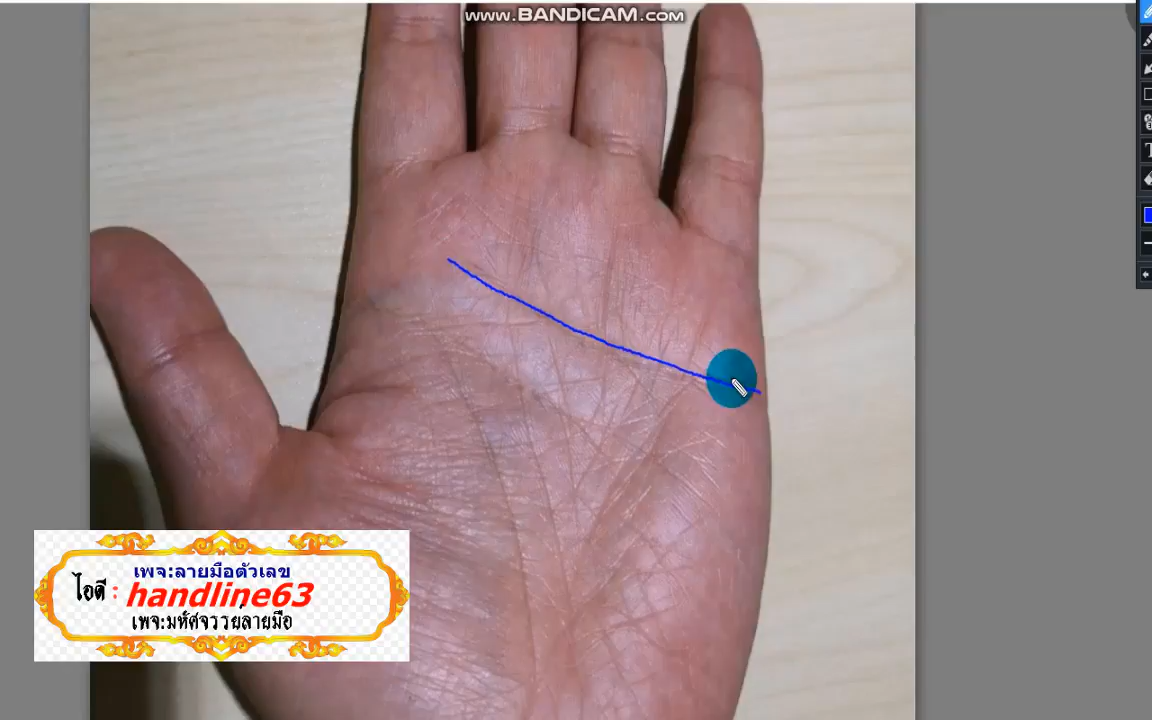 www.BANDICAM.com
เพจ:ลายมือตัวเลข
ไอดี : handline63
เพจ:มหัศจรรย์ลายมือ